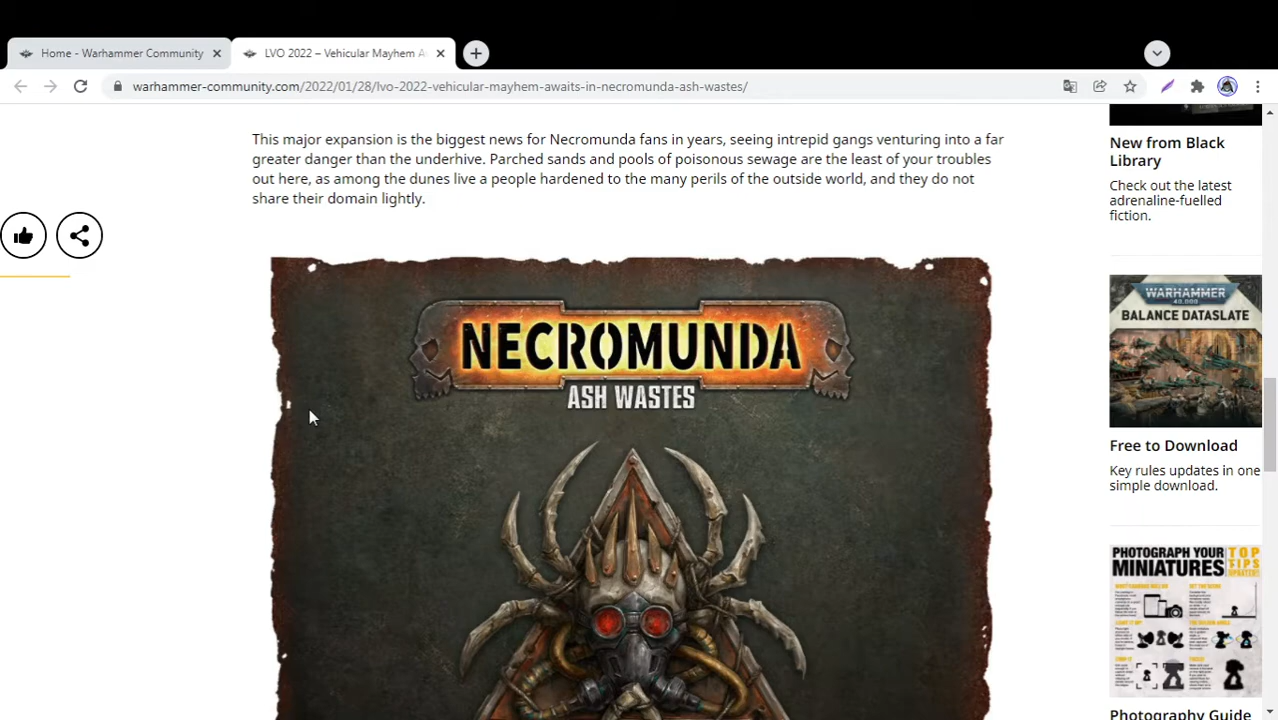 Home - Warhammer Community
LVO 2022 – Vehicular Mayhem A
warhammer-community.com/2022/01/28/lvo-2022-vehicular-mayhem-awaits-in-necromunda-ash-wastes/
This major expansion is the biggest news for Necromunda fans in years, seeing intrepid gangs venturing into a far
greater danger than the underhive. Parched sands and pools of poisonous sewage are the least of your troubles
out here, as among the dunes live a people hardened to the many perils of the outside world, and they do not
share their domain lightly.
NECROMUNDA
ASH WASTES
New from Black
Library
Check out the latest
adrenaline-fuelled
fiction.
WARHAMMER
40,000
BALANCE DATASLATE
Free to Download
Key rules updates in one
simple download.
PHOTOGRAPH YOUR
MINIATURES
TOP
TIPS
Photography Guide